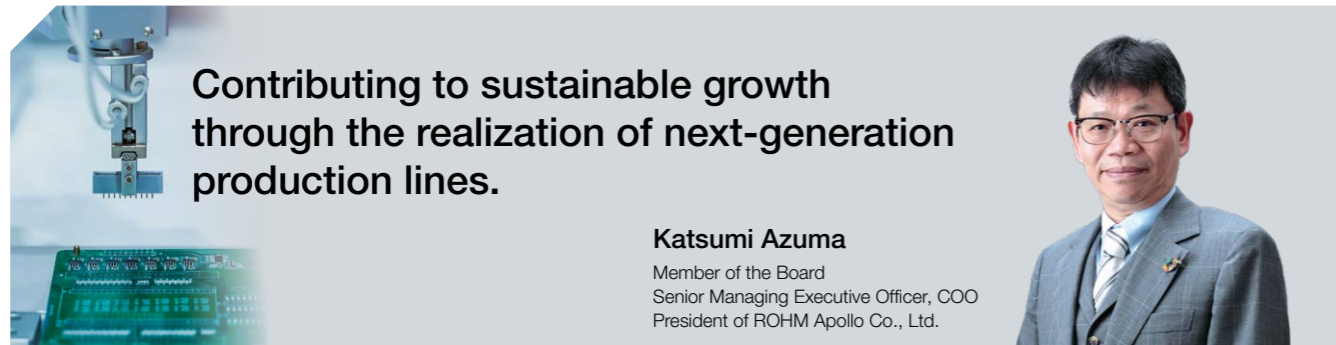 Contributing to sustainable growth
through the realization of next-generation
production lines.
Katsumi Azuma
Member of the Board
Senior Managing Executive Officer, COO
President of ROHM Apollo Co., Ltd.